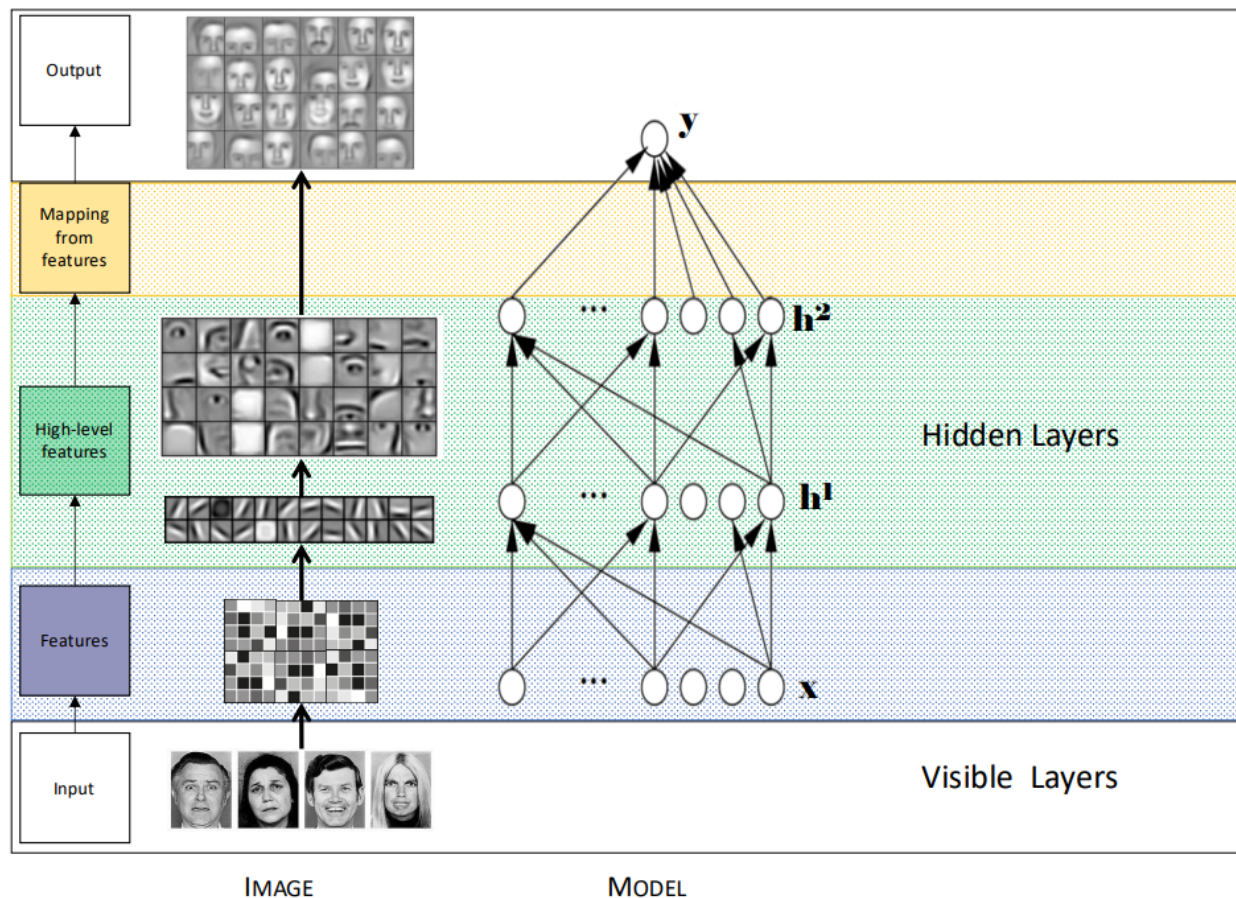 Output
y
Mapping
from
features
...
h²
High-level
features
Hidden Layers
...
h¹
Features
...
x
Input
Visible Layers
IMAGE
MODEL